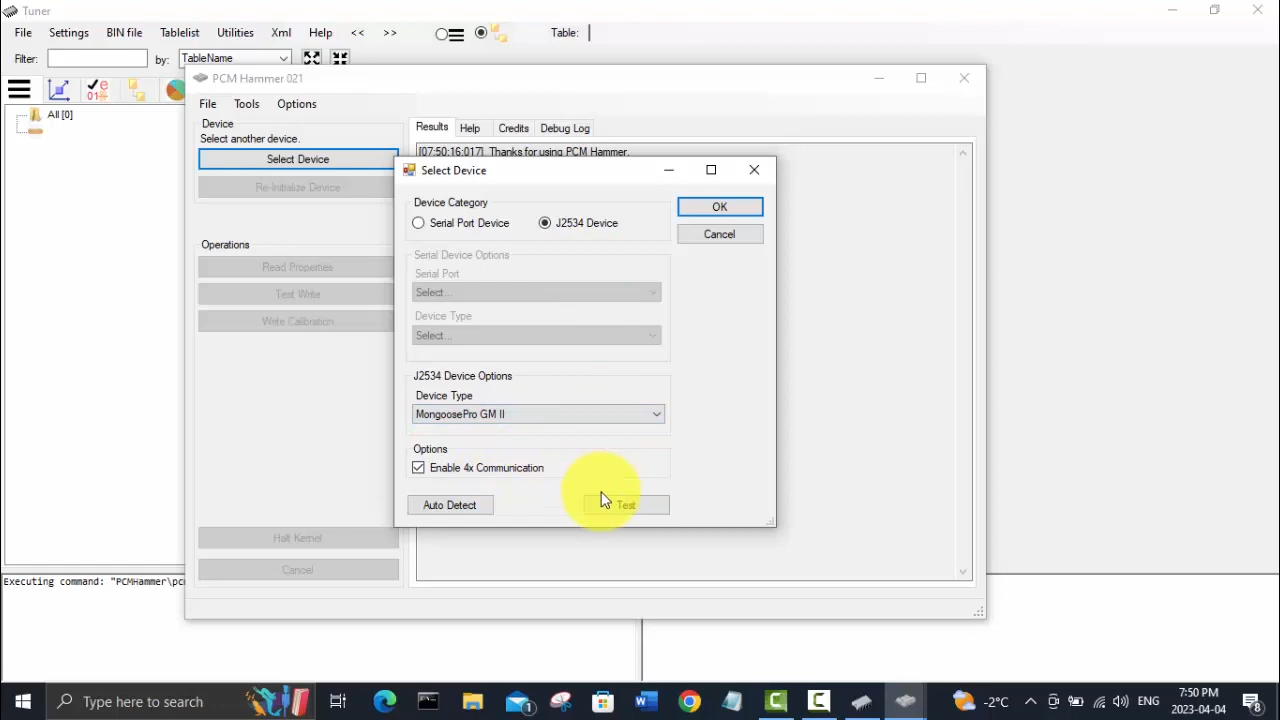 Tuner
File Settings BIN file Tablelist Utilities Xml Help << >> Table:
Filter: by: TableName
PCM Hammer 021
File Tools Options
All [0]
Device
Select another device.
Select Device
Re-Initialize Device
Operations
Read Properties
Test Write
Write Calibration
Halt Kernel
Cancel
Results Help Credits Debug Log
[07:50:16:017] Thanks for using PCM Hammer.
Select Device
Device Category
Serial Port Device J2534 Device
OK
Cancel
Serial Device Options
Serial Port
Select...
Device Type
Select...
J2534 Device Options
Device Type
MongoosePro GM II
Options
Enable 4x Communication
Auto Detect Test
Executing command: "PCMHammer\pc
Type here to search
1
-2°C
ENG
7:50 PM
2023-04-04
8